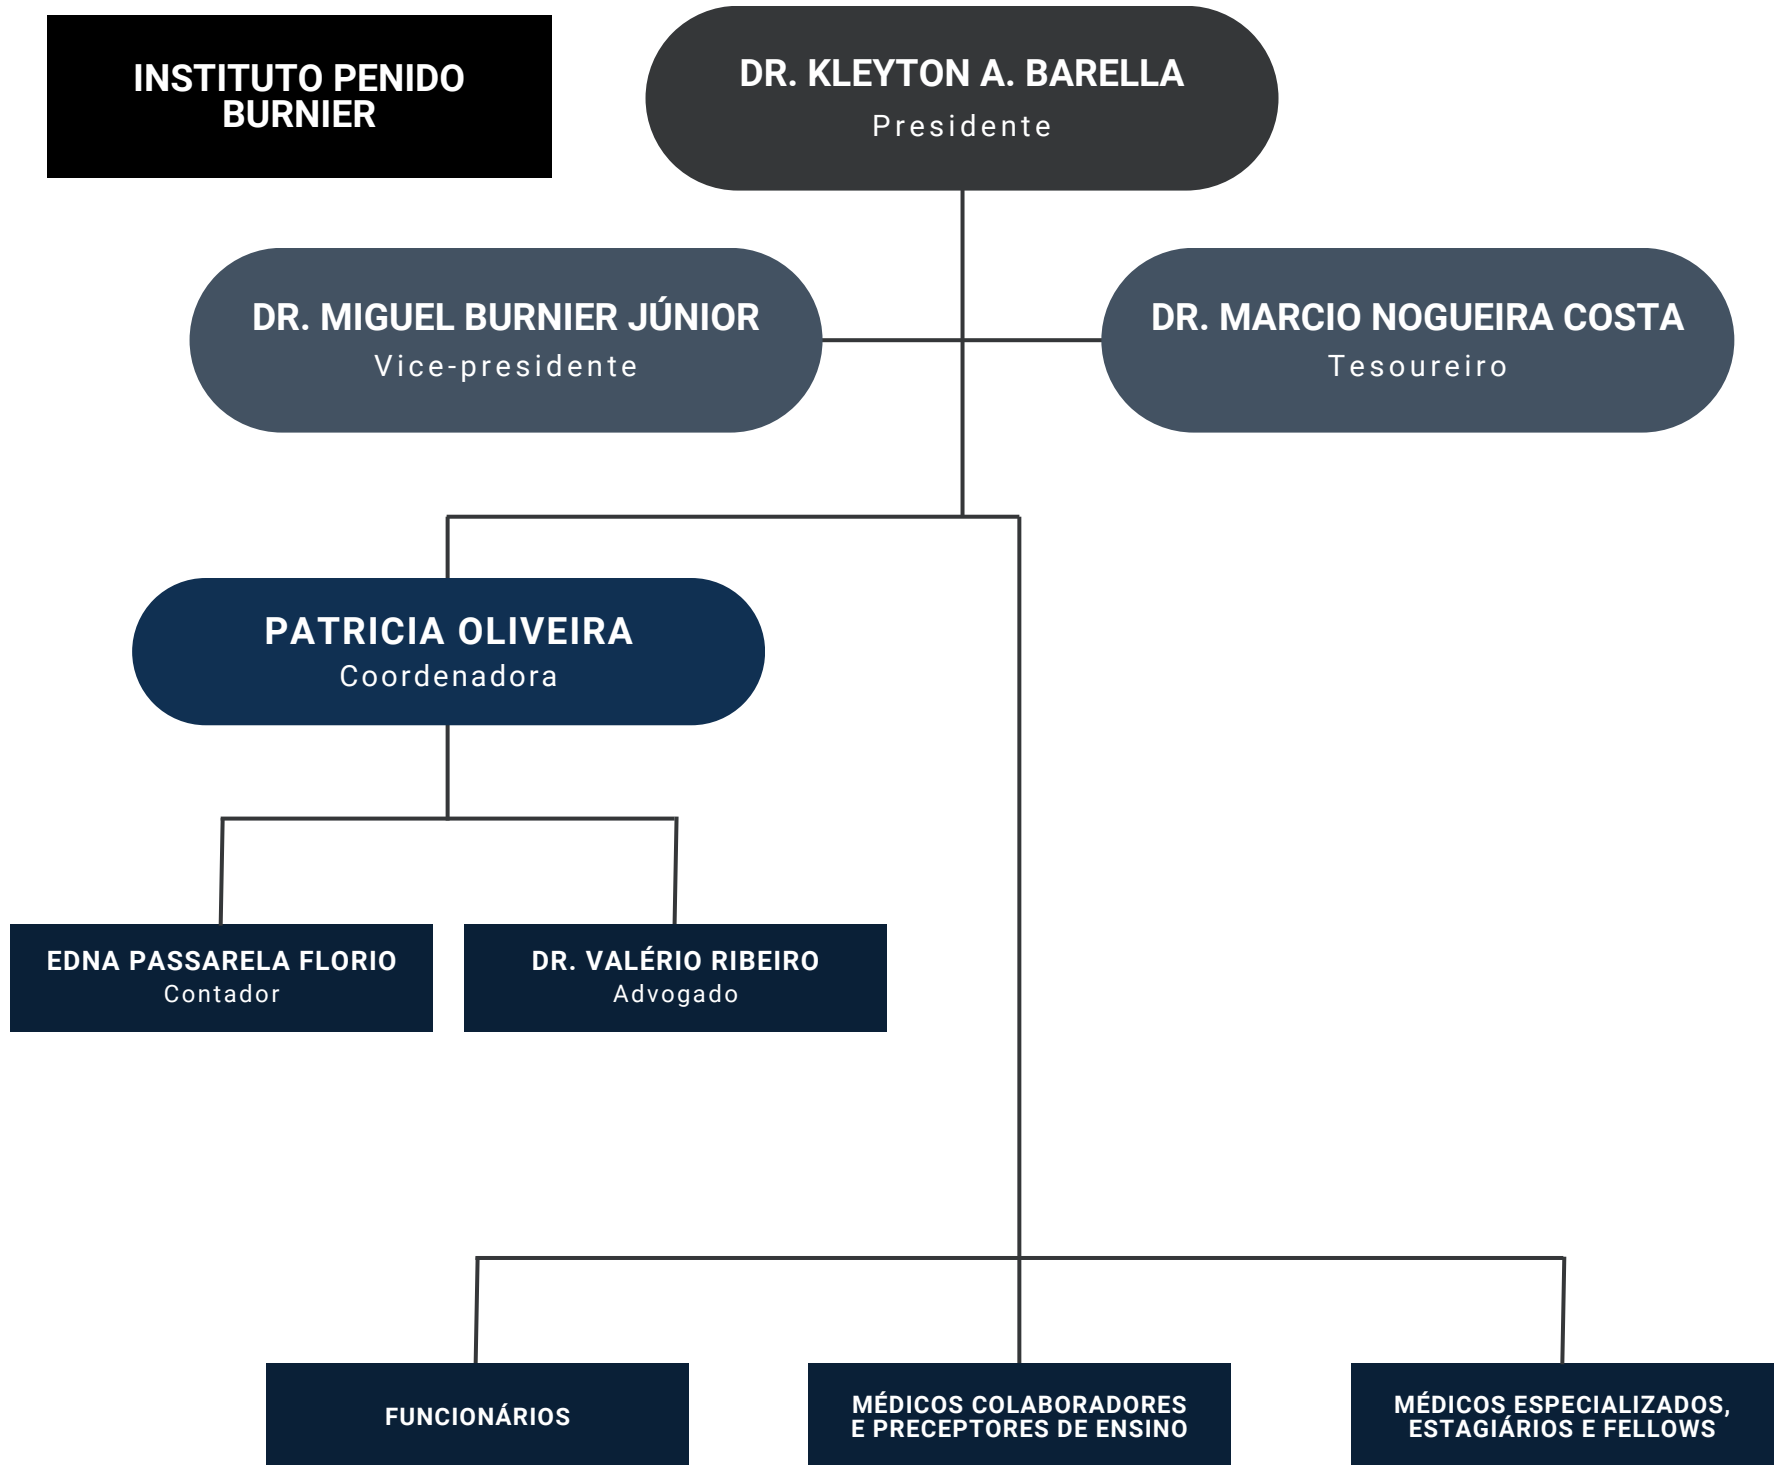 INSTITUTO PENIDO
BURNIER
DR. KLEYTON A. BARELLA
Presidente
DR. MIGUEL BURNIER JÚNIOR
Vice-presidente
DR. MARCIO NOGUEIRA COSTA
Tesoureiro
PATRICIA OLIVEIRA
Coordenadora
EDNA PASSARELA FLORIO
Contador
DR. VALÉRIO RIBEIRO
Advogado
FUNCIONÁRIOS
MÉDICOS COLABORADORES
E PRECEPTORES DE ENSINO
MÉDICOS ESPECIALIZADOS,
ESTAGIÁRIOS E FELLOWS